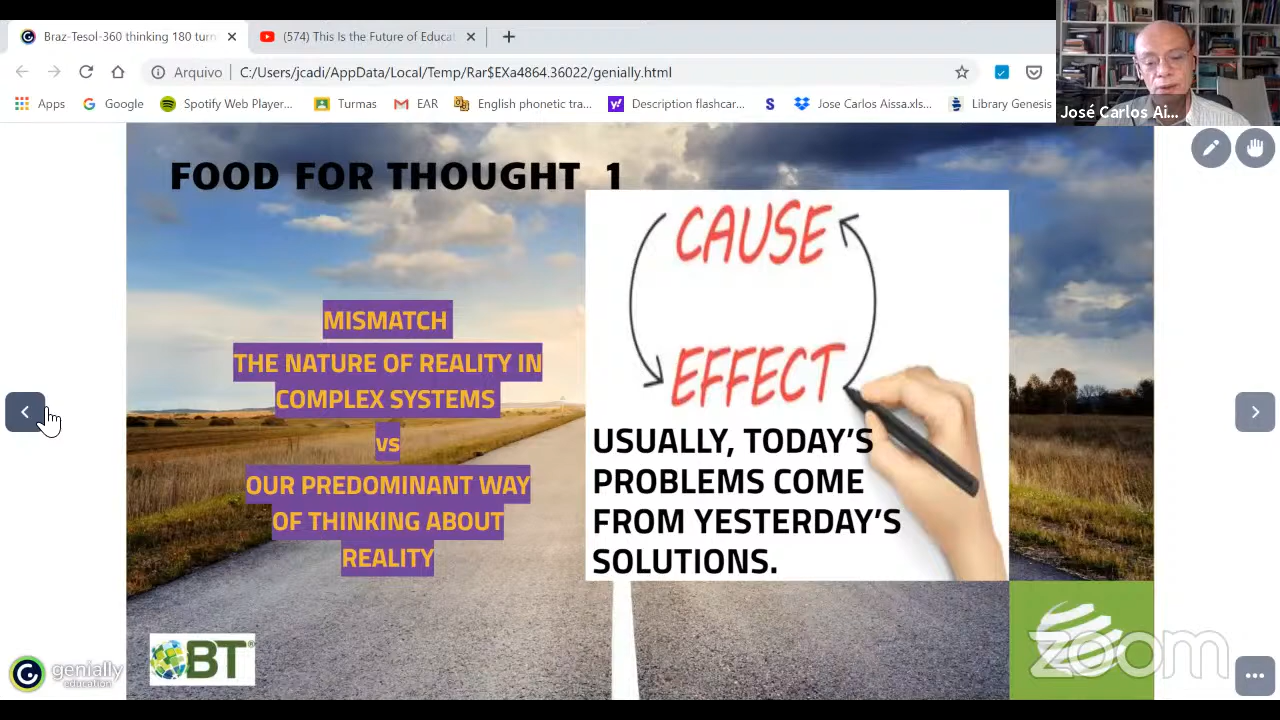 Braz-Tesol-360 thinking 180 turn
(574) This Is the Future of Educat
Arquivo
C:/Users/jcadi/AppData/Local/Temp/Rar$EXa4864.36022/genially.html
Apps
Google
Spotify Web Player...
Turmas
EAR
English phonetic tra...
Description flashcar...
Jose Carlos Aissa.xls...
Library Genesis
José Carlos Ai...
FOOD FOR THOUGHT 1
CAUSE
EFFECT
MISMATCH
THE NATURE OF REALITY IN
COMPLEX SYSTEMS
vs
OUR PREDOMINANT WAY
OF THINKING ABOUT
REALITY
USUALLY, TODAY'S
PROBLEMS COME
FROM YESTERDAY'S
SOLUTIONS.
BT
genially
education
zoom